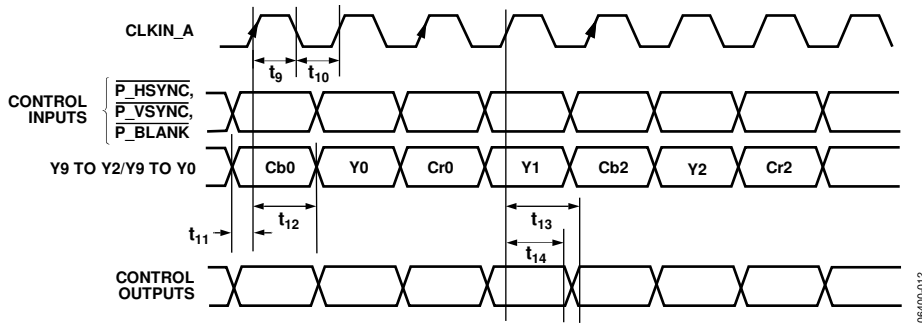 CLKIN_A
t9
t10
CONTROL
INPUTS
P_HSYNC,
P_VSYNC,
P_BLANK
Y9 TO Y2/Y9 TO Y0
Cb0
Y0
Cr0
Y1
Cb2
Y2
Cr2
t11
t12
t13
t14
CONTROL
OUTPUTS
06400-012